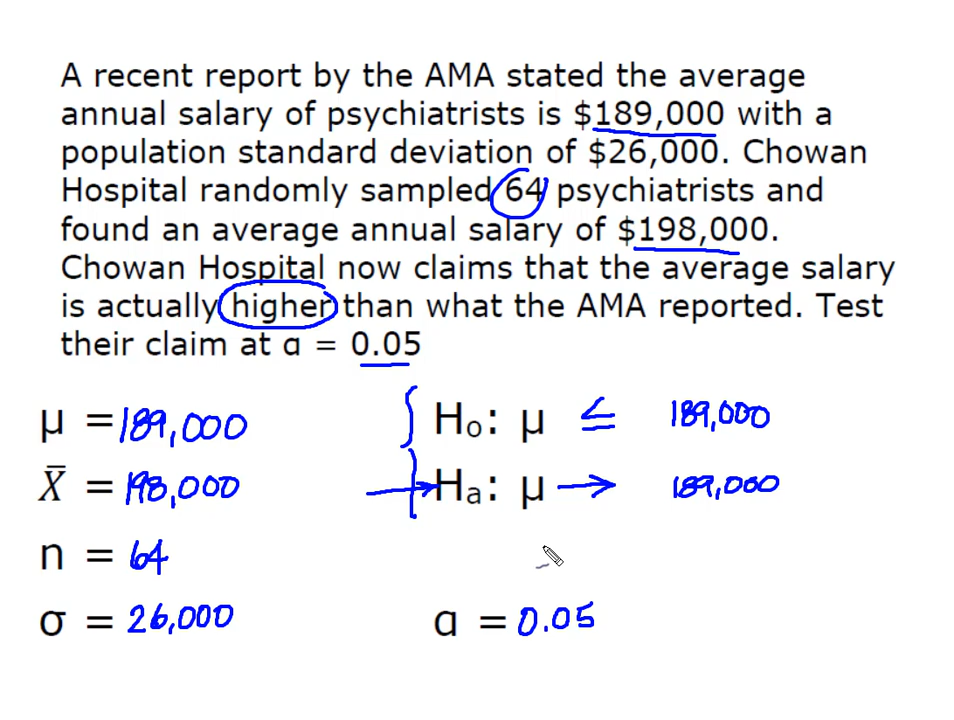 A recent report by the AMA stated the average
annual salary of psychiatrists is $189,000 with a
population standard deviation of $26,000. Chowan
Hospital randomly sampled 64 psychiatrists and
found an average annual salary of $198,000.
Chowan Hospital now claims that the average salary
is actually higher than what the AMA reported. Test
their claim at α = 0.05
μ = 189,000
H₀: μ ≤ 189,000
X̅ = 198,000
Hₐ: μ > 189,000
n = 64
σ = 26,000
α = 0.05